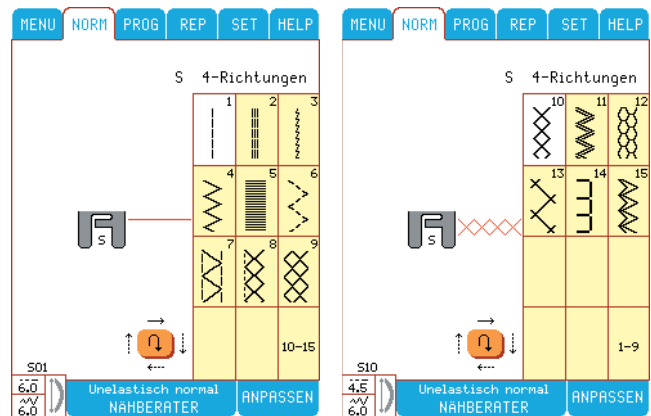 MENU NORM PROG REP SET HELP
S 4-Richtungen
1 2 3
4 5 6
S
7 8 9
10-15
S01
6.0
6.0
Unelastisch normal
NÄHBERATER
ANPASSEN
MENU NORM PROG REP SET HELP
S 4-Richtungen
10 11 12
13 14 15
S
1-9
S10
4.5
6.0
Unelastisch normal
NÄHBERATER
ANPASSEN